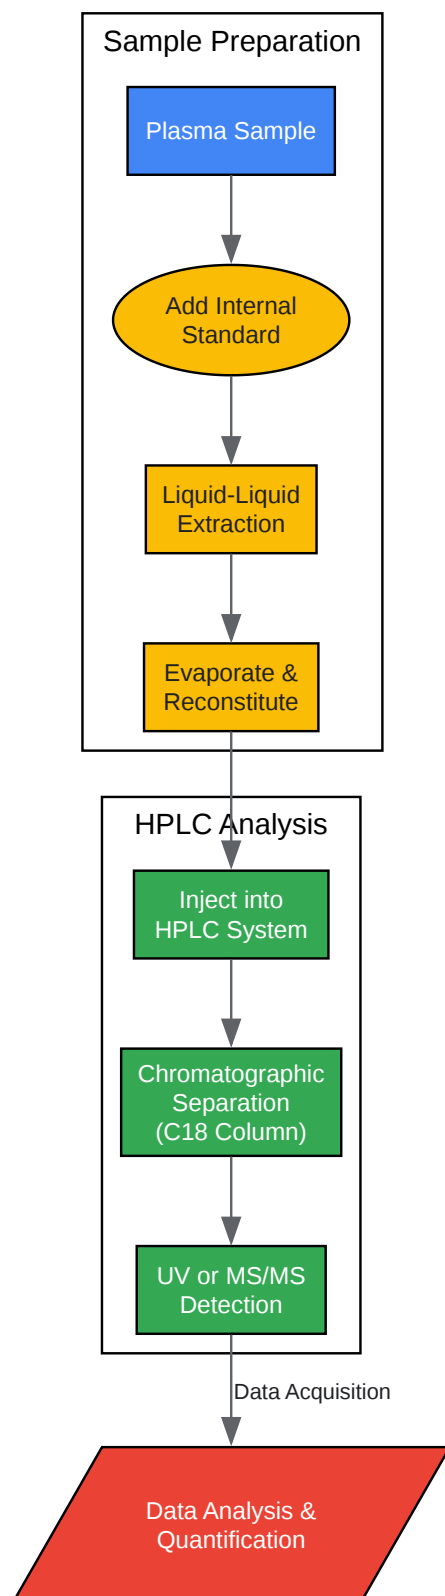 Sample Preparation
Plasma Sample
Add Internal
Standard
Liquid-Liquid
Extraction
Evaporate &
Reconstitute
HPLC Analysis
Inject into
HPLC System
Chromatographic
Separation
(C18 Column)
UV or MS/MS
Detection
Data Acquisition
Data Analysis &
Quantification